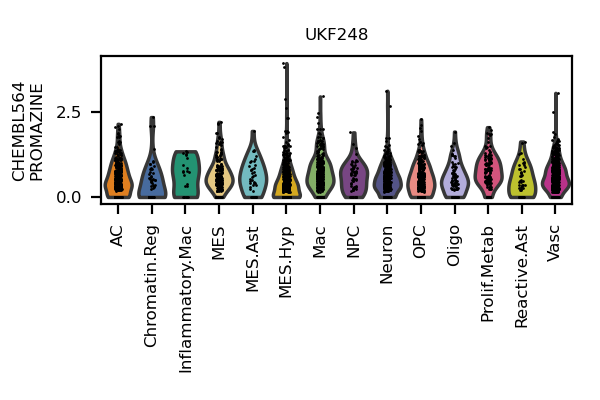 UKF248
CHEMBL564
PROMAZINE
2.5
0.0
AC
Chromatin.Reg
Inflammatory.Mac
MES
MES.Ast
MES.Hyp
Mac
NPC
Neuron
OPC
Oligo
Prolif.Metab
Reactive.Ast
Vasc